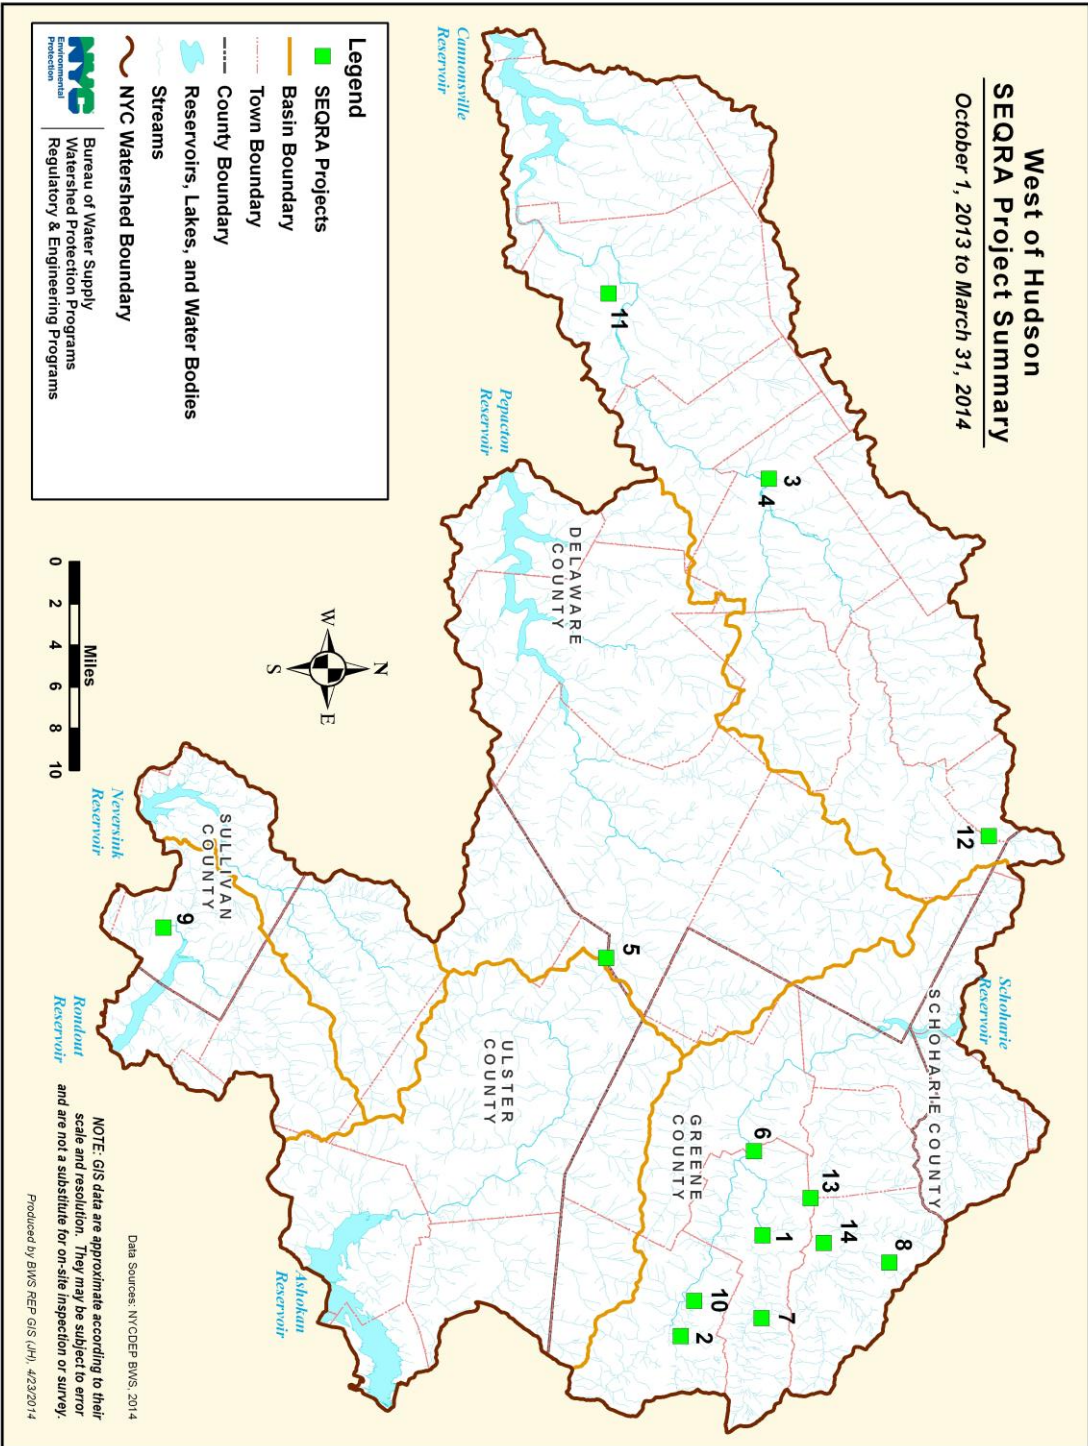 West of Hudson
SEQRA Project Summary
October 1, 2013 to March 31, 2014
Cannonsville
Reservoir
Pepacton
Reservoir
Schoharie
Reservoir
Neversink
Reservoir
Rondout
Reservoir
Ashokan
Reservoir
DELAWARE
COUNTY
SCHOHARIE COUNTY
GREENE
COUNTY
ULSTER
COUNTY
SULLIVAN
COUNTY
11
3
4
12
5
9
6
13
14
8
1
7
10
2
Legend
SEQRA Projects
Basin Boundary
Town Boundary
County Boundary
Reservoirs, Lakes, and Water Bodies
Streams
NYC Watershed Boundary
NYC
Environmental
Protection
Bureau of Water Supply
Watershed Protection Programs
Regulatory & Engineering Programs
N
W
E
S
Miles
0 2 4 6 8 10
Data Sources: NYCDEP BWS, 2014
NOTE: GIS data are approximate according to their
scale and resolution. They may be subject to error
and are not a substitute for on-site inspection or survey.
Produced by BWS REP GIS (JH), 4/23/2014